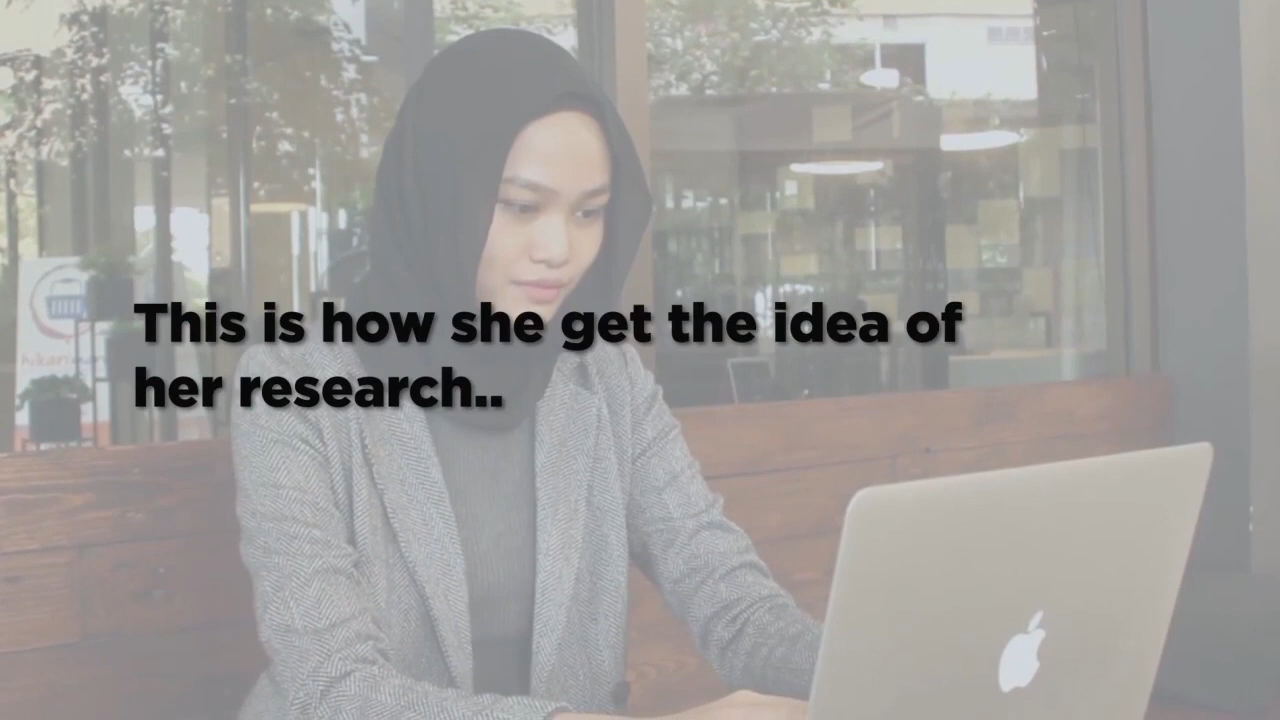 This is how she get the idea of
her research..